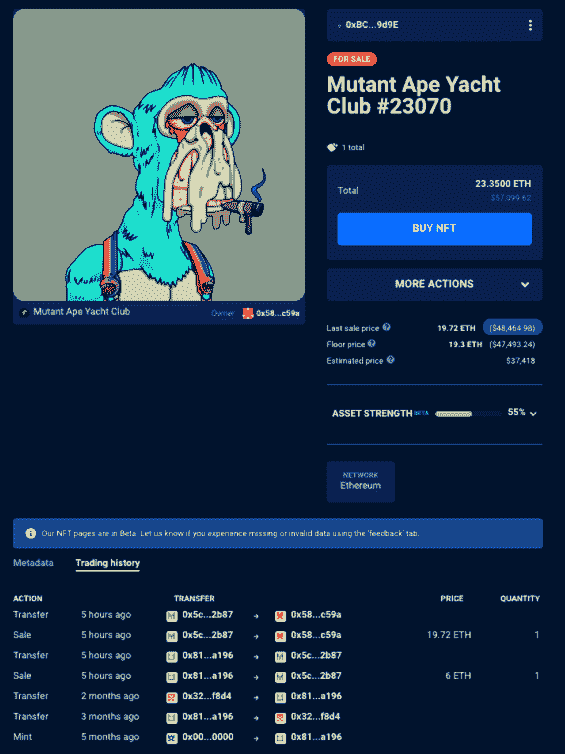 0xBC...9d9E
FOR SALE
Mutant Ape Yacht
Club #23070
1 total
Total
23.3500 ETH
BUY NFT
MORE ACTIONS
Mutant Ape Yacht Club
Owner
0x58...c59a
Last sale price
19.72 ETH
($48,464.98)
Floor price
19.3 ETH
($47,493.24)
Estimated price
$37,418
ASSET STRENGTH BETA
55%
NETWORK
Ethereum
Our NFT pages are in Beta. Let us know if you experience missing or invalid data using the 'feedback' tab.
Metadata
Trading history
ACTION TRANSFER PRICE QUANTITY
Transfer 5 hours ago 0x5c...2b87 → 0x58...c59a
Sale 5 hours ago 0x5c...2b87 → 0x58...c59a 19.72 ETH 1
Transfer 5 hours ago 0x81...a196 → 0x5c...2b87
Sale 5 hours ago 0x81...a196 → 0x5c...2b87 6 ETH 1
Transfer 2 months ago 0x32...f8d4 → 0x81...a196
Transfer 3 months ago 0x81...a196 → 0x32...f8d4
Mint 5 months ago 0x00...0000 → 0x81...a196